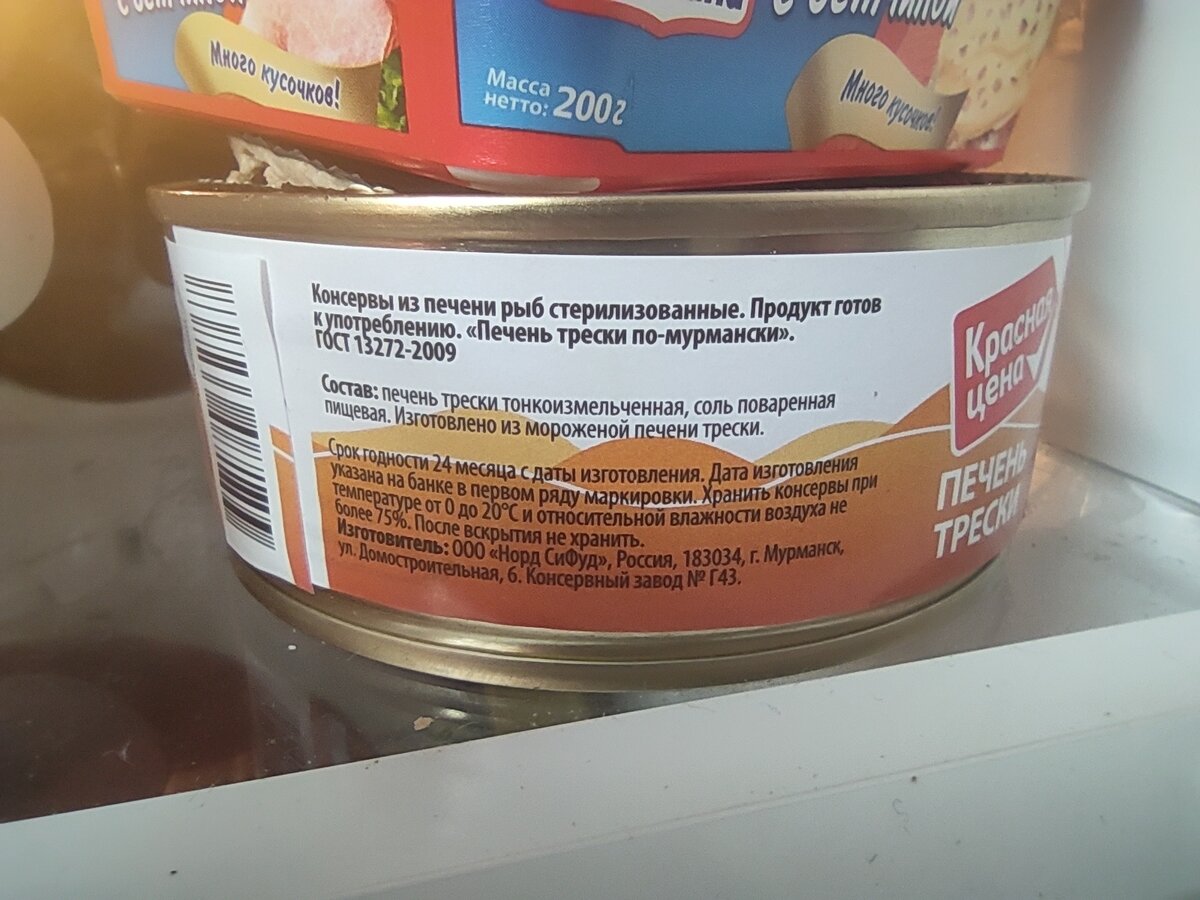 Много кусочков!
Масса
нетто: 200г
Много кусочков!
Консервы из печени рыб стерилизованные. Продукт готов
к употреблению. «Печень трески по-мурмански».
ГОСТ 13272-2009
Состав: печень трески тонкоизмельченная, соль поваренная
пищевая. Изготовлено из мороженой печени трески.
Срок годности 24 месяца с даты изготовления. Дата изготовления
указана на банке в первом ряду маркировки. Хранить консервы при
температуре от 0 до 20°С и относительной влажности воздуха не
более 75%. После вскрытия не хранить.
Изготовитель: ООО «Норд СиФуд», Россия, 183034, г. Мурманск,
ул. Домостроительная, 6. Консервный завод № Г43.
Красная
цена
ПЕЧЕНЬ
ТРЕСКИ